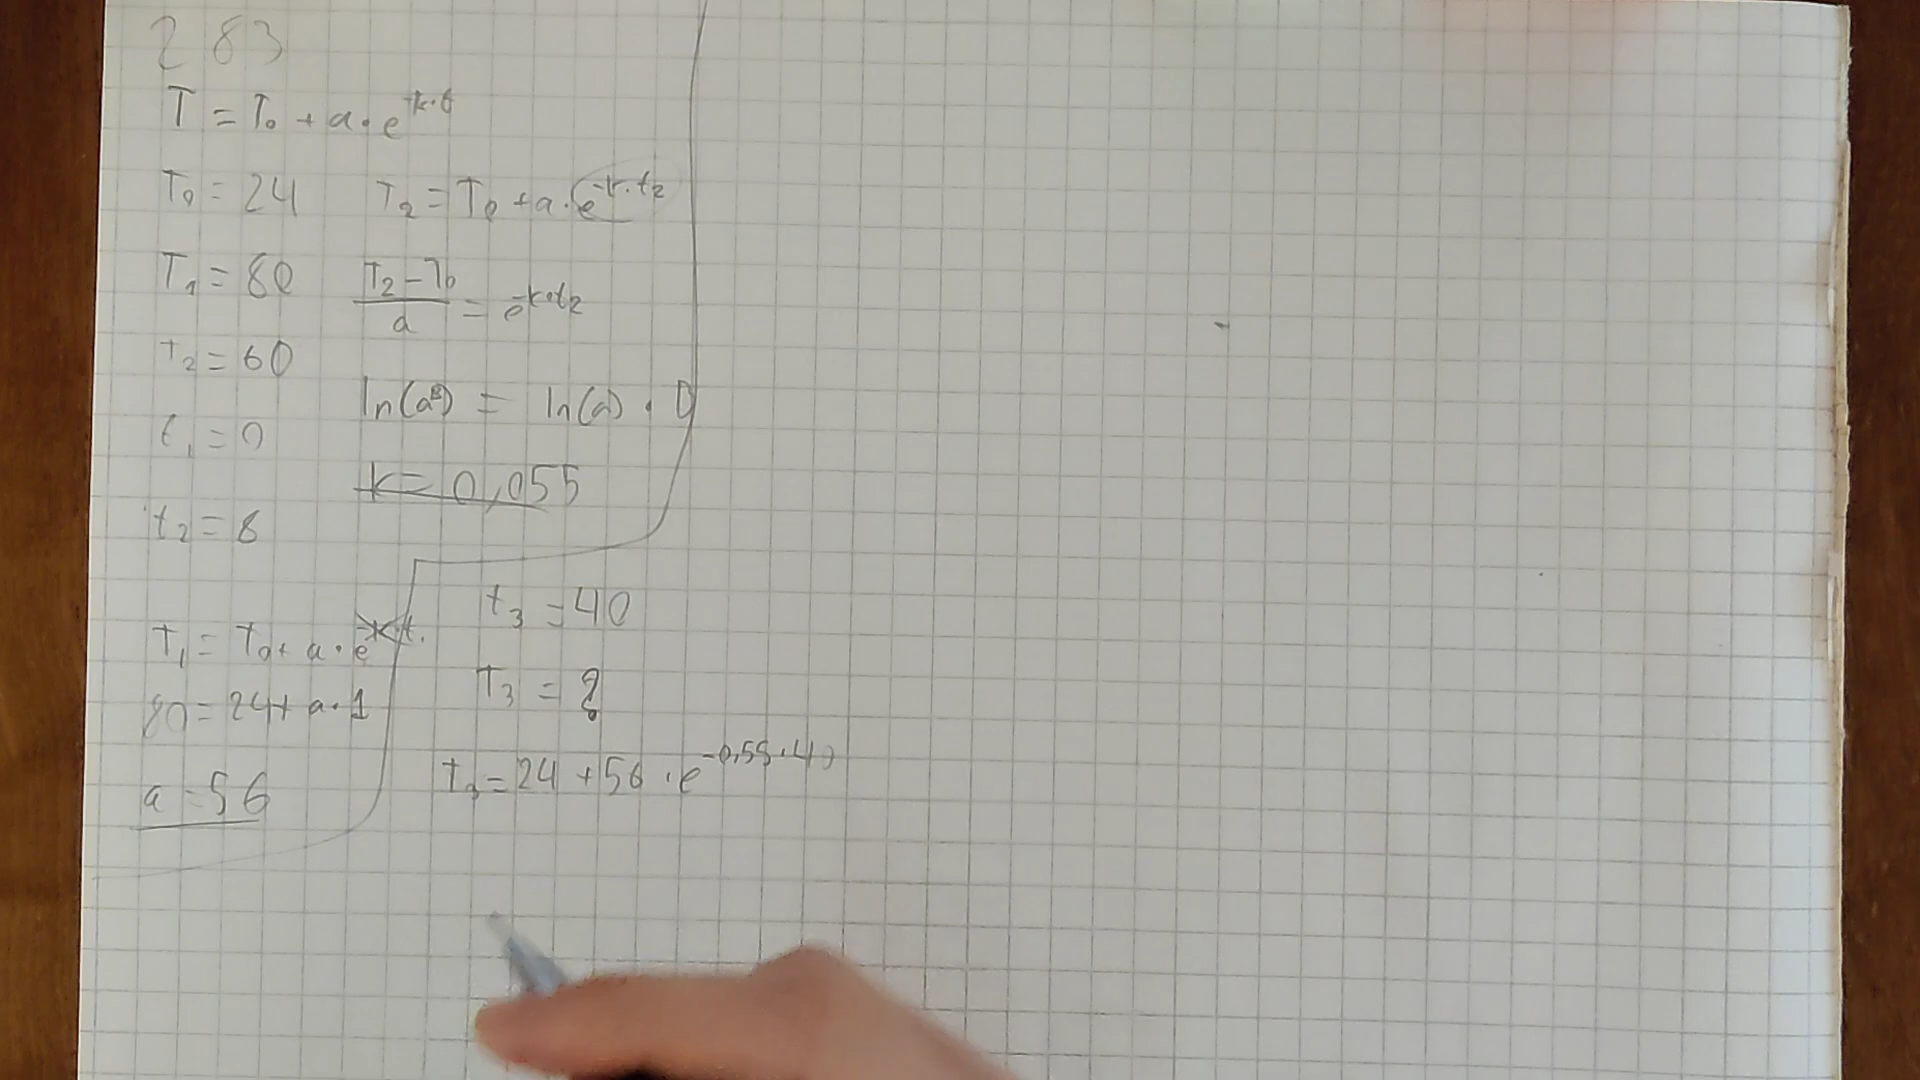 283
T = T₀ + a · e^(-k·t)
T₀ = 24
T₁ = 80
T₂ = 60
t₁ = 0
t₂ = 8
T₁ = T₀ + a · e
80 = 24 + a · 1
a = 56
T₂ = T₀ + a · e^(-k·t₂)
(T₂ - T₀)/a = e^(-k·t₂)
ln(a^B) = ln(a) · B
k = 0,055
t₃ = 40
T₃ = ?
T₃ = 24 + 56 · e^(-0,55·40)